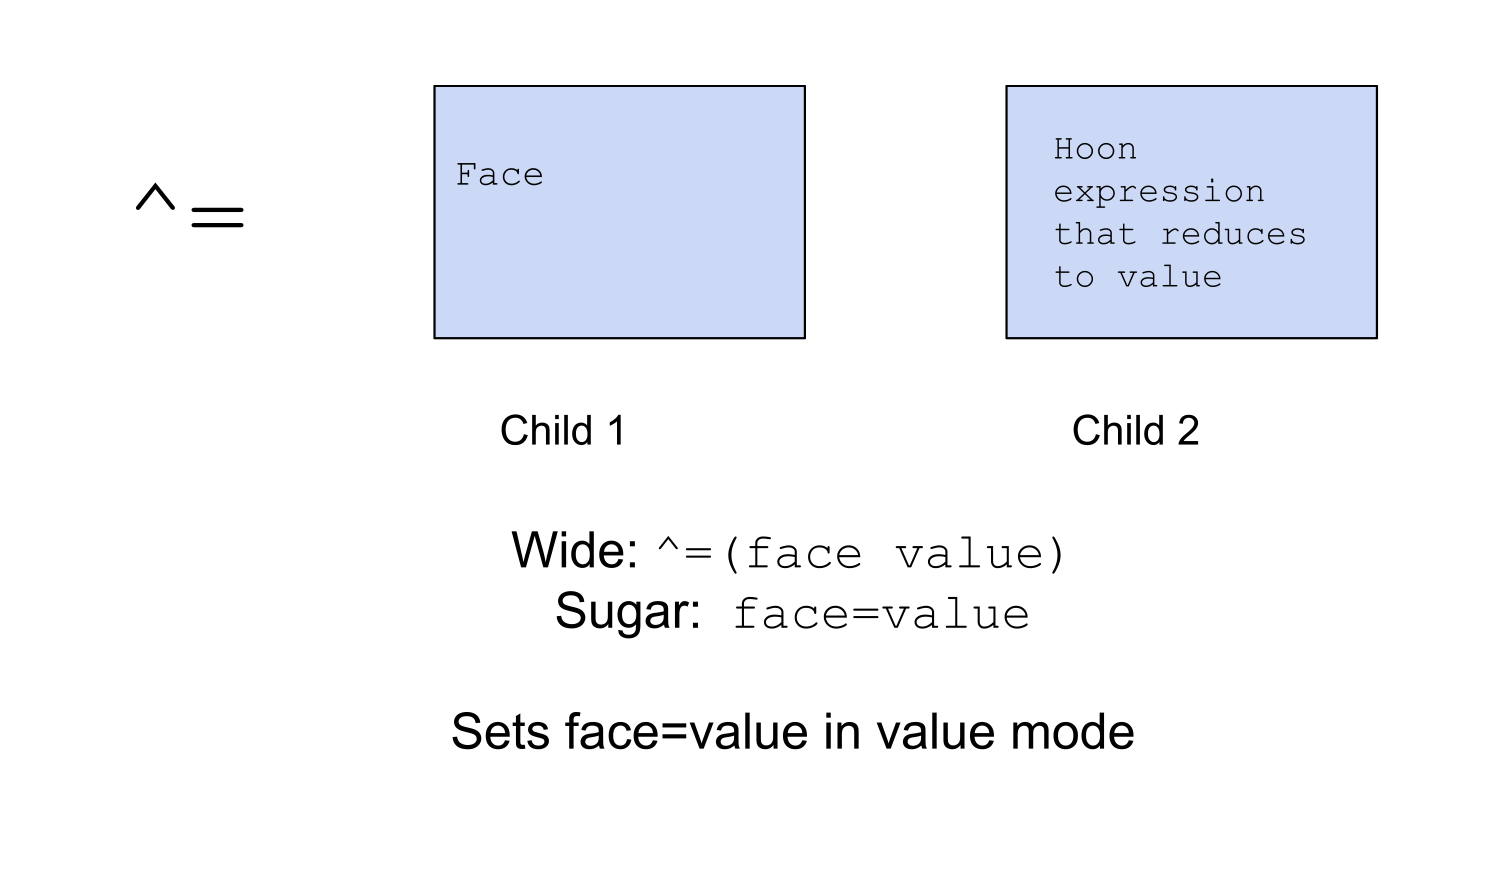 ^=
Face
Hoon
expression
that reduces
to value
Child 1
Child 2
Wide: ^=(face value)
Sugar: face=value
Sets face=value in value mode